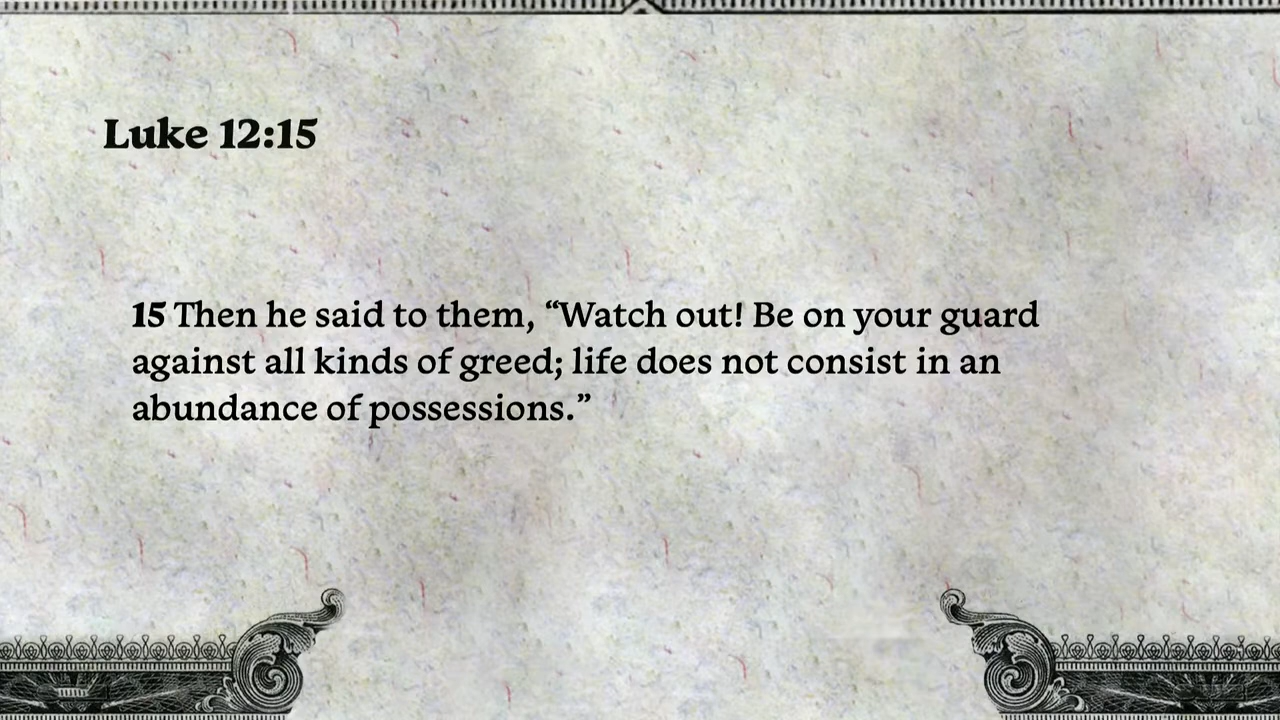 Luke 12:15
15 Then he said to them, “Watch out! Be on your guard
against all kinds of greed; life does not consist in an
abundance of possessions.”